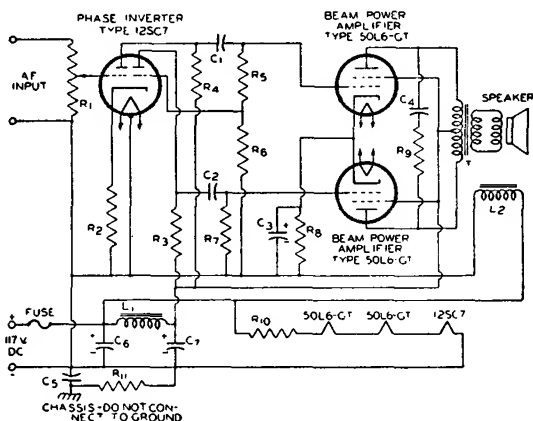 PHASE INVERTER
TYPE 12SC7
BEAM POWER
AMPLIFIER
TYPE 50L6-GT
AF
INPUT
R1
C1
R4
R5
R6
C4
R9
SPEAKER
T
L2
R2
R3
C2
R7
C3
+
-
R8
BEAM POWER
AMPLIFIER
TYPE 50L6-GT
+
FUSE
117 V.
DC
-
L1
+
C6
-
+
C7
-
R10
50L6-GT
50L6-GT
12SC7
C5
R11
CHASSIS-DO NOT CON-
NECT TO GROUND